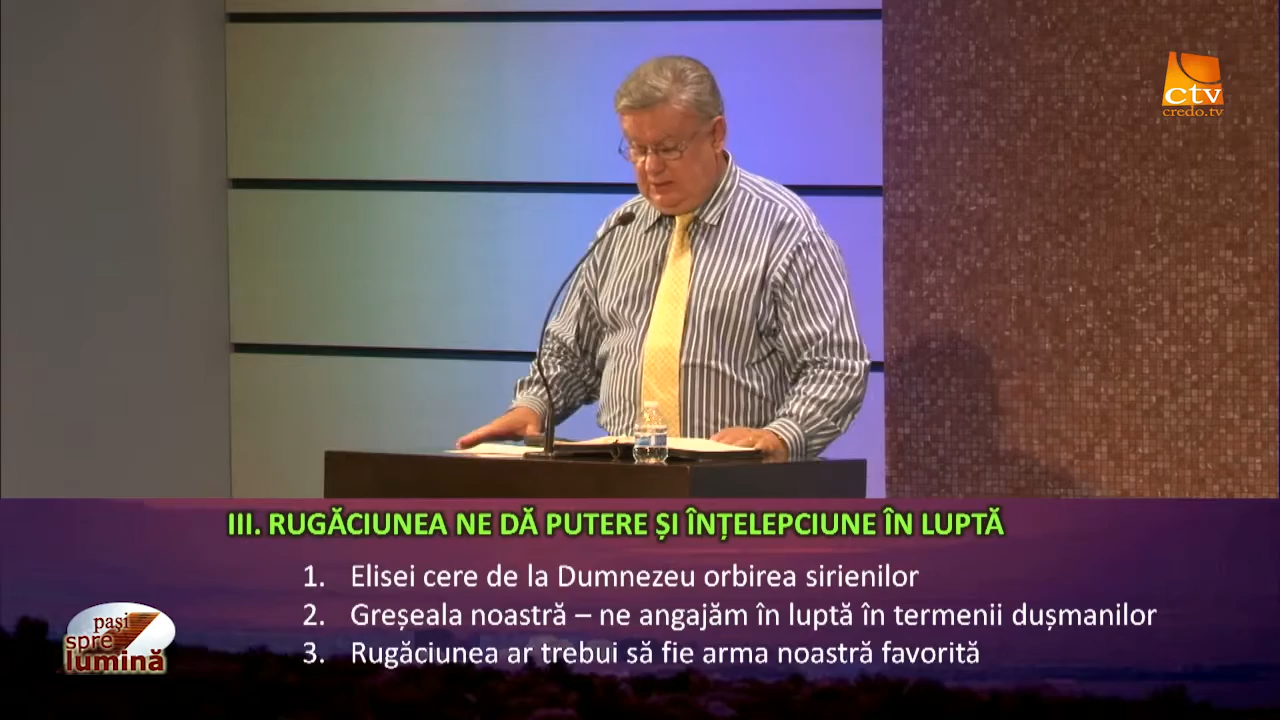 ctv
credo.tv
III. RUGĂCIUNEA NE DĂ PUTERE ȘI ÎNȚELEPCIUNE ÎN LUPTĂ
1. Elisei cere de la Dumnezeu orbirea sirienilor
2. Greșeala noastră – ne angajăm în luptă în termenii dușmanilor
3. Rugăciunea ar trebui să fie arma noastră favorită
pași
spre
lumină